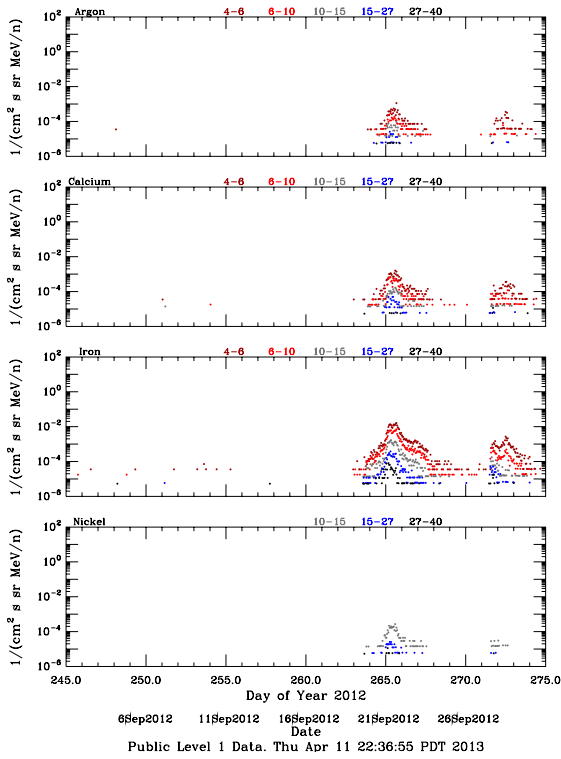 Argon 4-6 6-10 10-15 15-27 27-40
10² 10⁰ 10⁻² 10⁻⁴ 10⁻⁶
1/(cm² s sr MeV/n)
Calcium 4-6 6-10 10-15 15-27 27-40
10² 10⁰ 10⁻² 10⁻⁴ 10⁻⁶
1/(cm² s sr MeV/n)
Iron 4-6 6-10 10-15 15-27 27-40
10² 10⁰ 10⁻² 10⁻⁴ 10⁻⁶
1/(cm² s sr MeV/n)
Nickel 10-15 15-27 27-40
10² 10⁰ 10⁻² 10⁻⁴ 10⁻⁶
1/(cm² s sr MeV/n)
245.0 250.0 255.0 260.0 265.0 270.0 275.0
Day of Year 2012
6Sep2012 11Sep2012 16Sep2012 21Sep2012 26Sep2012
Date
Public Level 1 Data. Thu Apr 11 22:36:55 PDT 2013